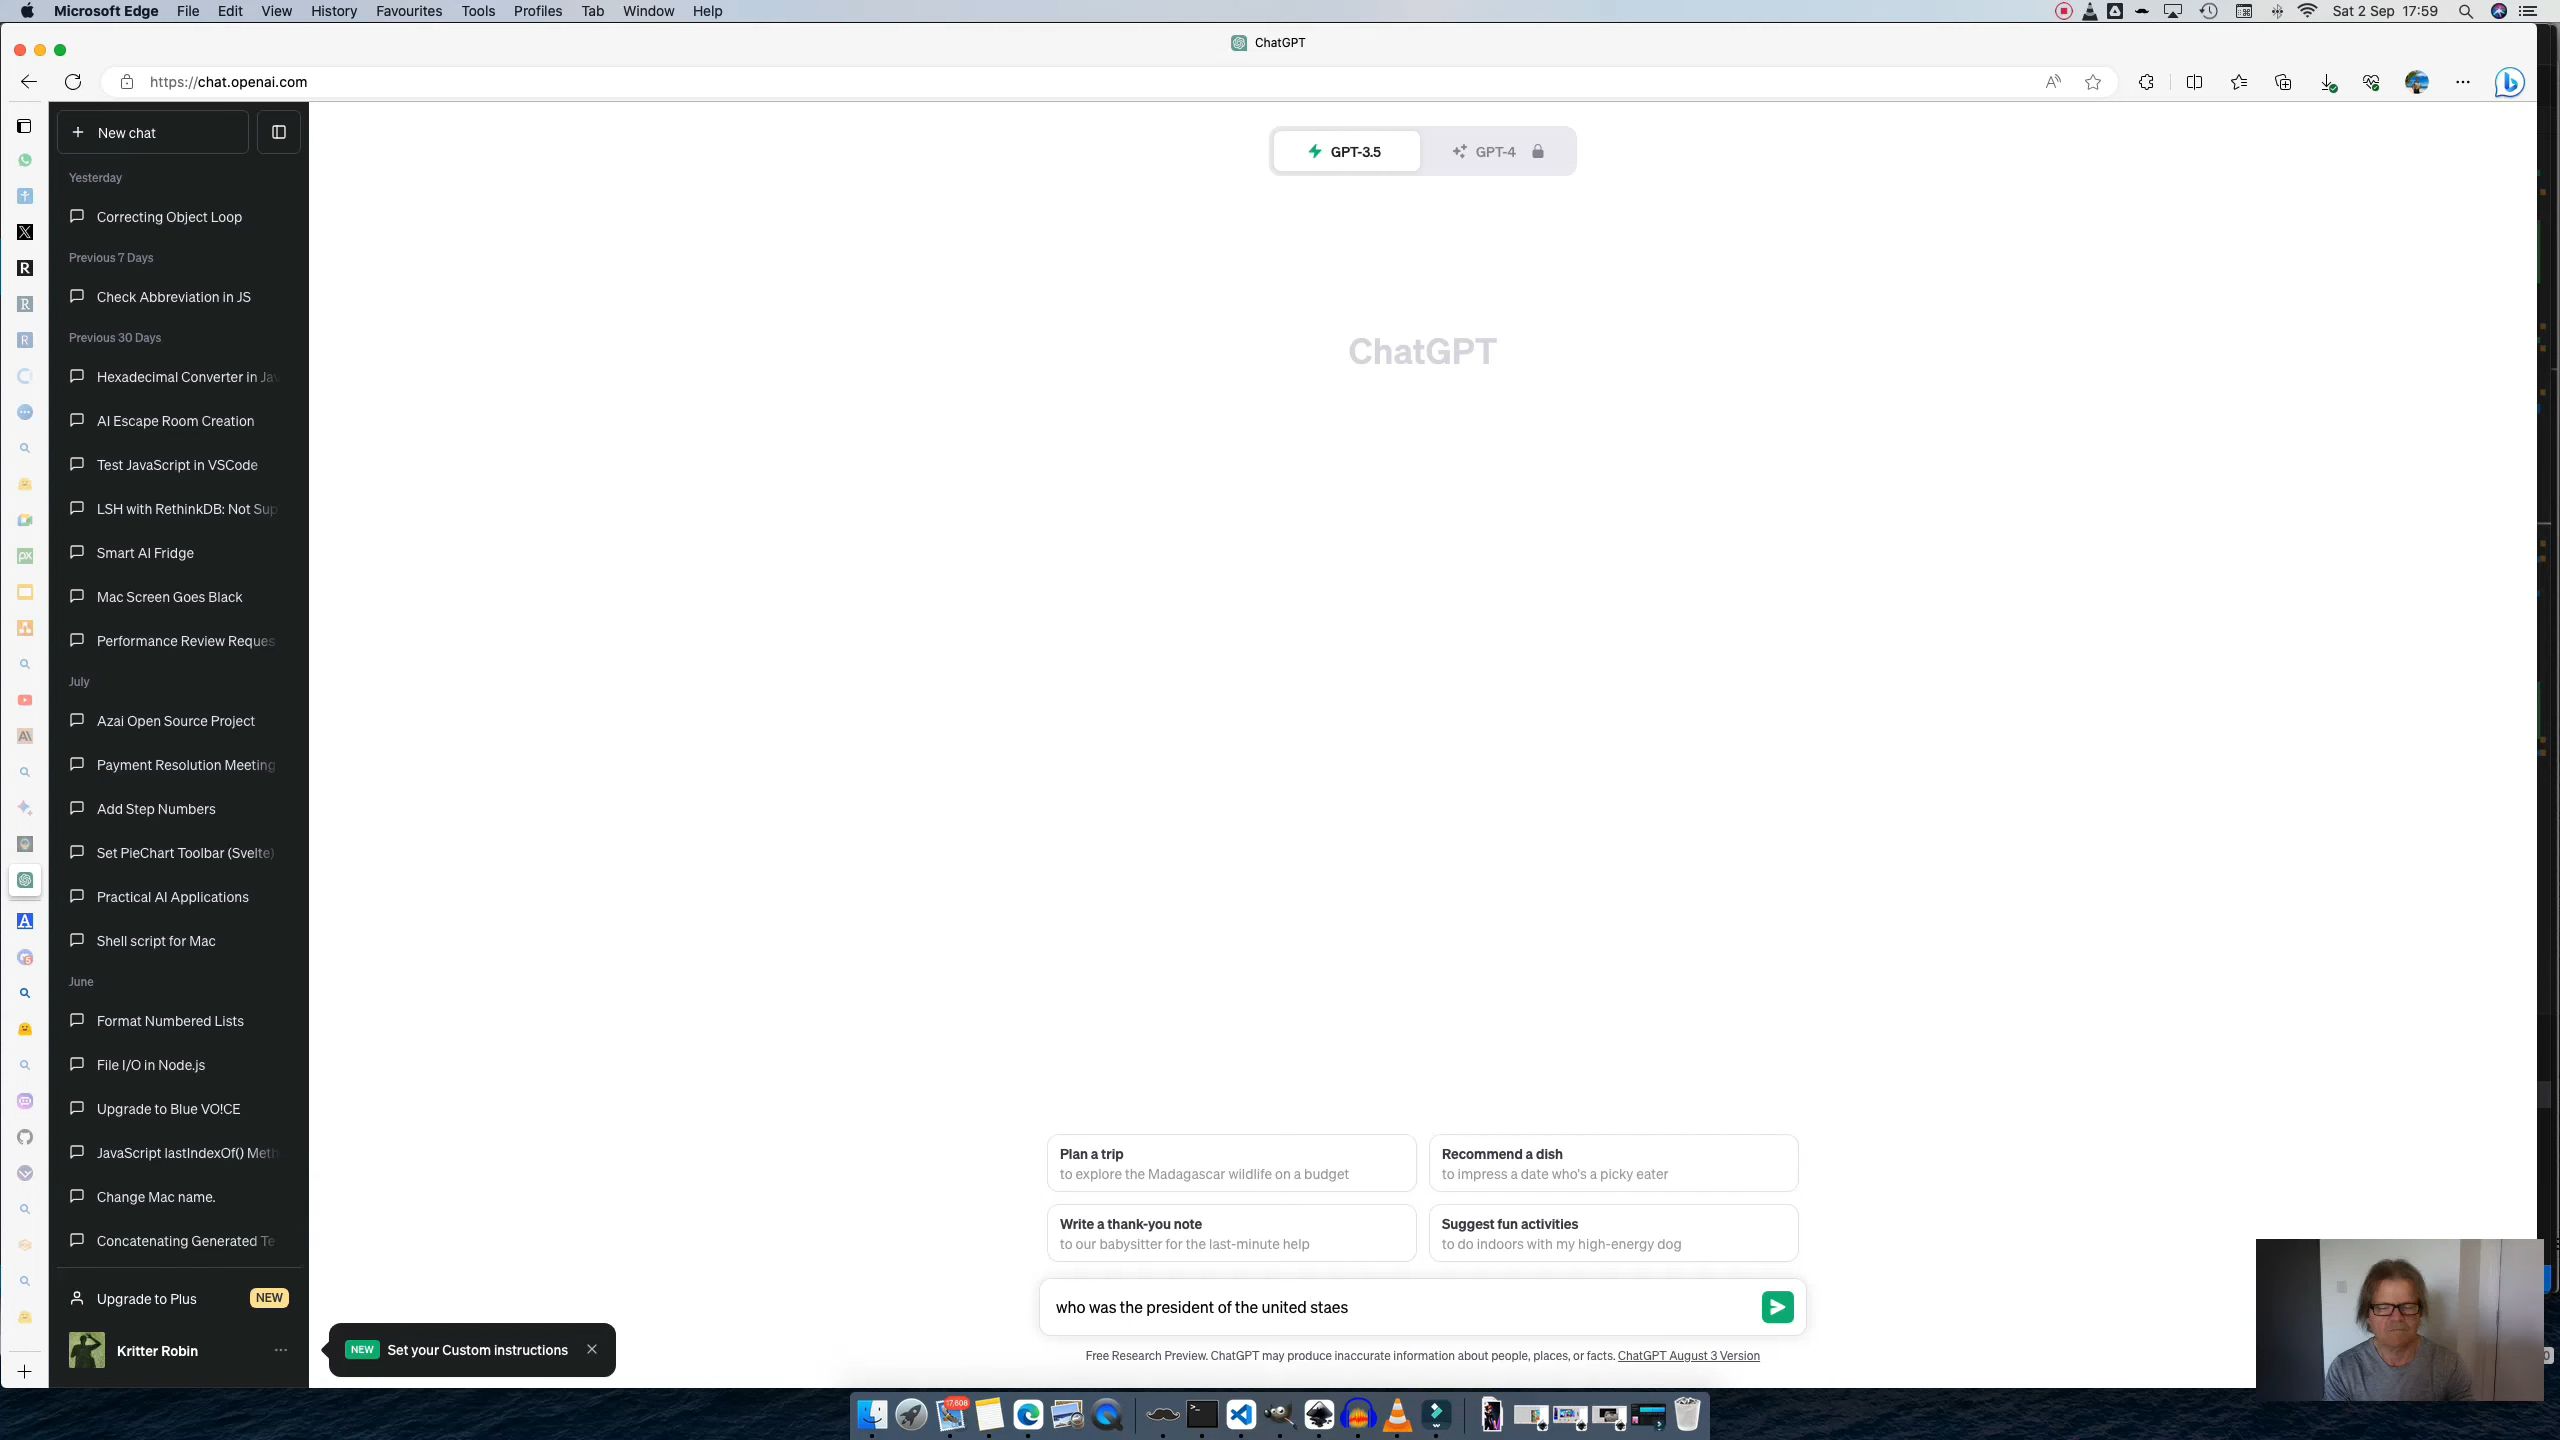 Microsoft Edge File Edit View History Favourites Tools Profiles Tab Window Help
Sat 2 Sep 17:59
ChatGPT
https://chat.openai.com
New chat
Yesterday
Correcting Object Loop
Previous 7 Days
Check Abbreviation in JS
Previous 30 Days
Hexadecimal Converter in Jav
AI Escape Room Creation
Test JavaScript in VSCode
LSH with RethinkDB: Not Sup
Smart AI Fridge
Mac Screen Goes Black
Performance Review Reques
July
Azai Open Source Project
Payment Resolution Meeting
Add Step Numbers
Set PieChart Toolbar (Svelte)
Practical AI Applications
Shell script for Mac
June
Format Numbered Lists
File I/O in Node.js
Upgrade to Blue VO!CE
JavaScript lastIndexOf() Meth
Change Mac name.
Concatenating Generated Te
Upgrade to Plus NEW
Kritter Robin
NEW Set your Custom instructions
GPT-3.5 GPT-4
ChatGPT
Plan a trip
to explore the Madagascar wildlife on a budget
Recommend a dish
to impress a date who's a picky eater
Write a thank-you note
to our babysitter for the last-minute help
Suggest fun activities
to do indoors with my high-energy dog
who was the president of the united staes
Free Research Preview. ChatGPT may produce inaccurate information about people, places, or facts. ChatGPT August 3 Version
17,606